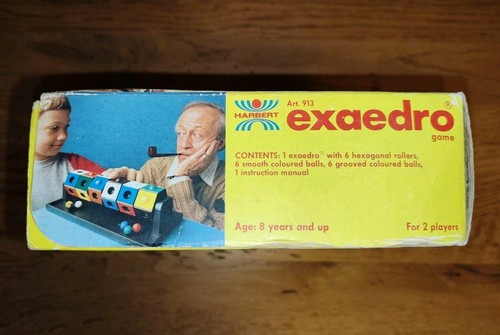 HARBERT
Art. 913
exaedro®
game
CONTENTS: 1 exaedro® with 6 hexagonal rollers,
6 smooth coloured balls, 6 grooved coloured balls,
1 instruction manual
Age: 8 years and up
For 2 players